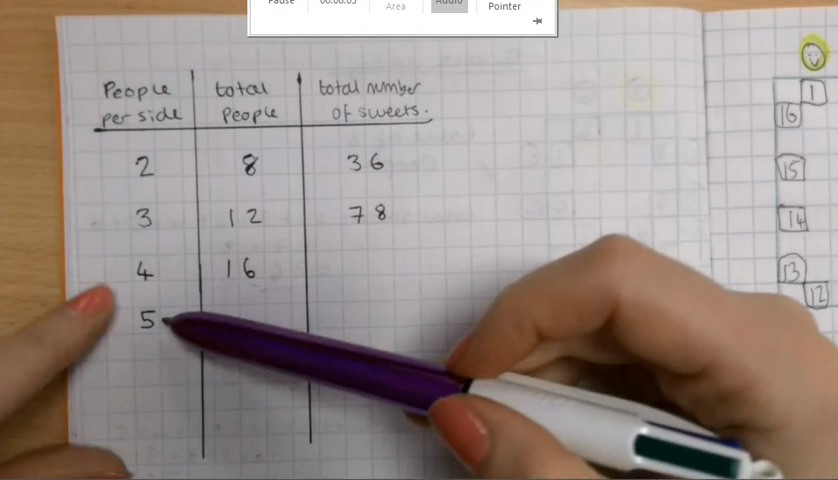 Pause 00:06:05 Area Audio Pointer
People per side total People total number of sweets.
2 8 36
3 12 78
4 16
5
1
16
15
14
13
12